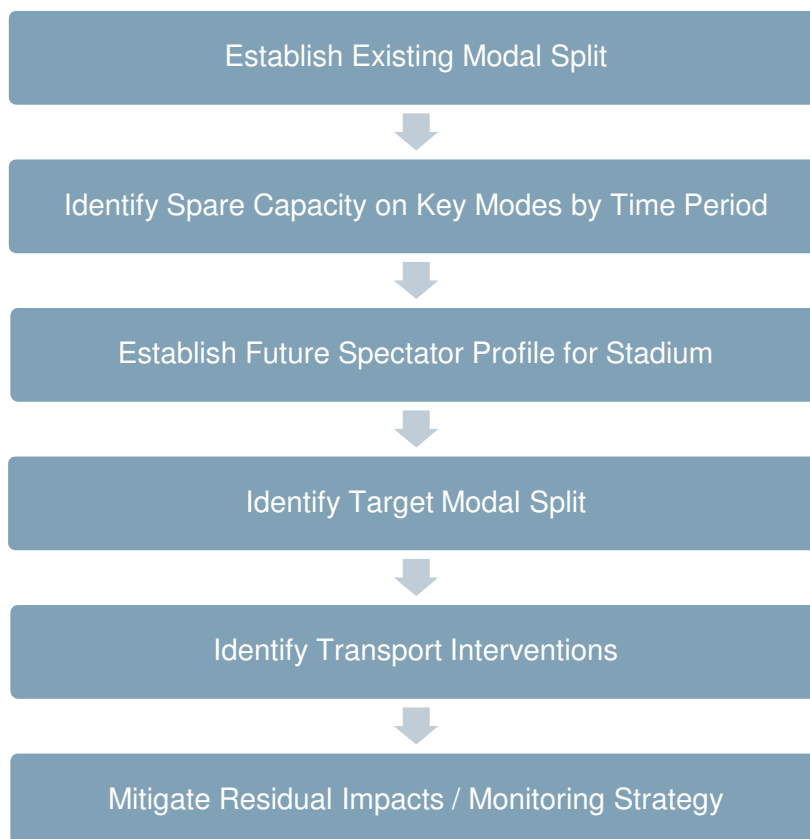 Establish Existing Modal Split
Identify Spare Capacity on Key Modes by Time Period
Establish Future Spectator Profile for Stadium
Identify Target Modal Split
Identify Transport Interventions
Mitigate Residual Impacts / Monitoring Strategy